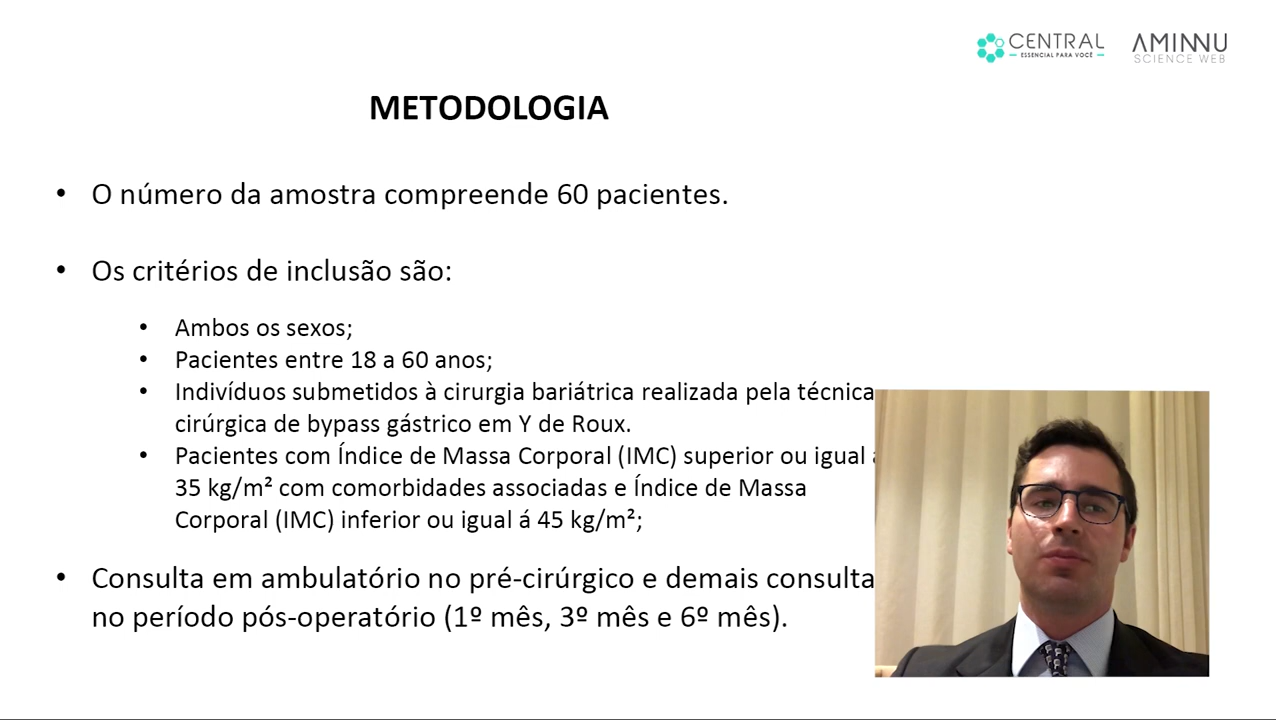 CENTRAL
ESSENCIAL PARA VOCÊ
AMINNU
SCIENCE WEB
METODOLOGIA
• O número da amostra compreende 60 pacientes.
• Os critérios de inclusão são:
• Ambos os sexos;
• Pacientes entre 18 a 60 anos;
• Indivíduos submetidos à cirurgia bariátrica realizada pela técnica
cirúrgica de bypass gástrico em Y de Roux.
• Pacientes com Índice de Massa Corporal (IMC) superior ou igual
35 kg/m² com comorbidades associadas e Índice de Massa
Corporal (IMC) inferior ou igual á 45 kg/m²;
• Consulta em ambulatório no pré-cirúrgico e demais consulta
no período pós-operatório (1º mês, 3º mês e 6º mês).